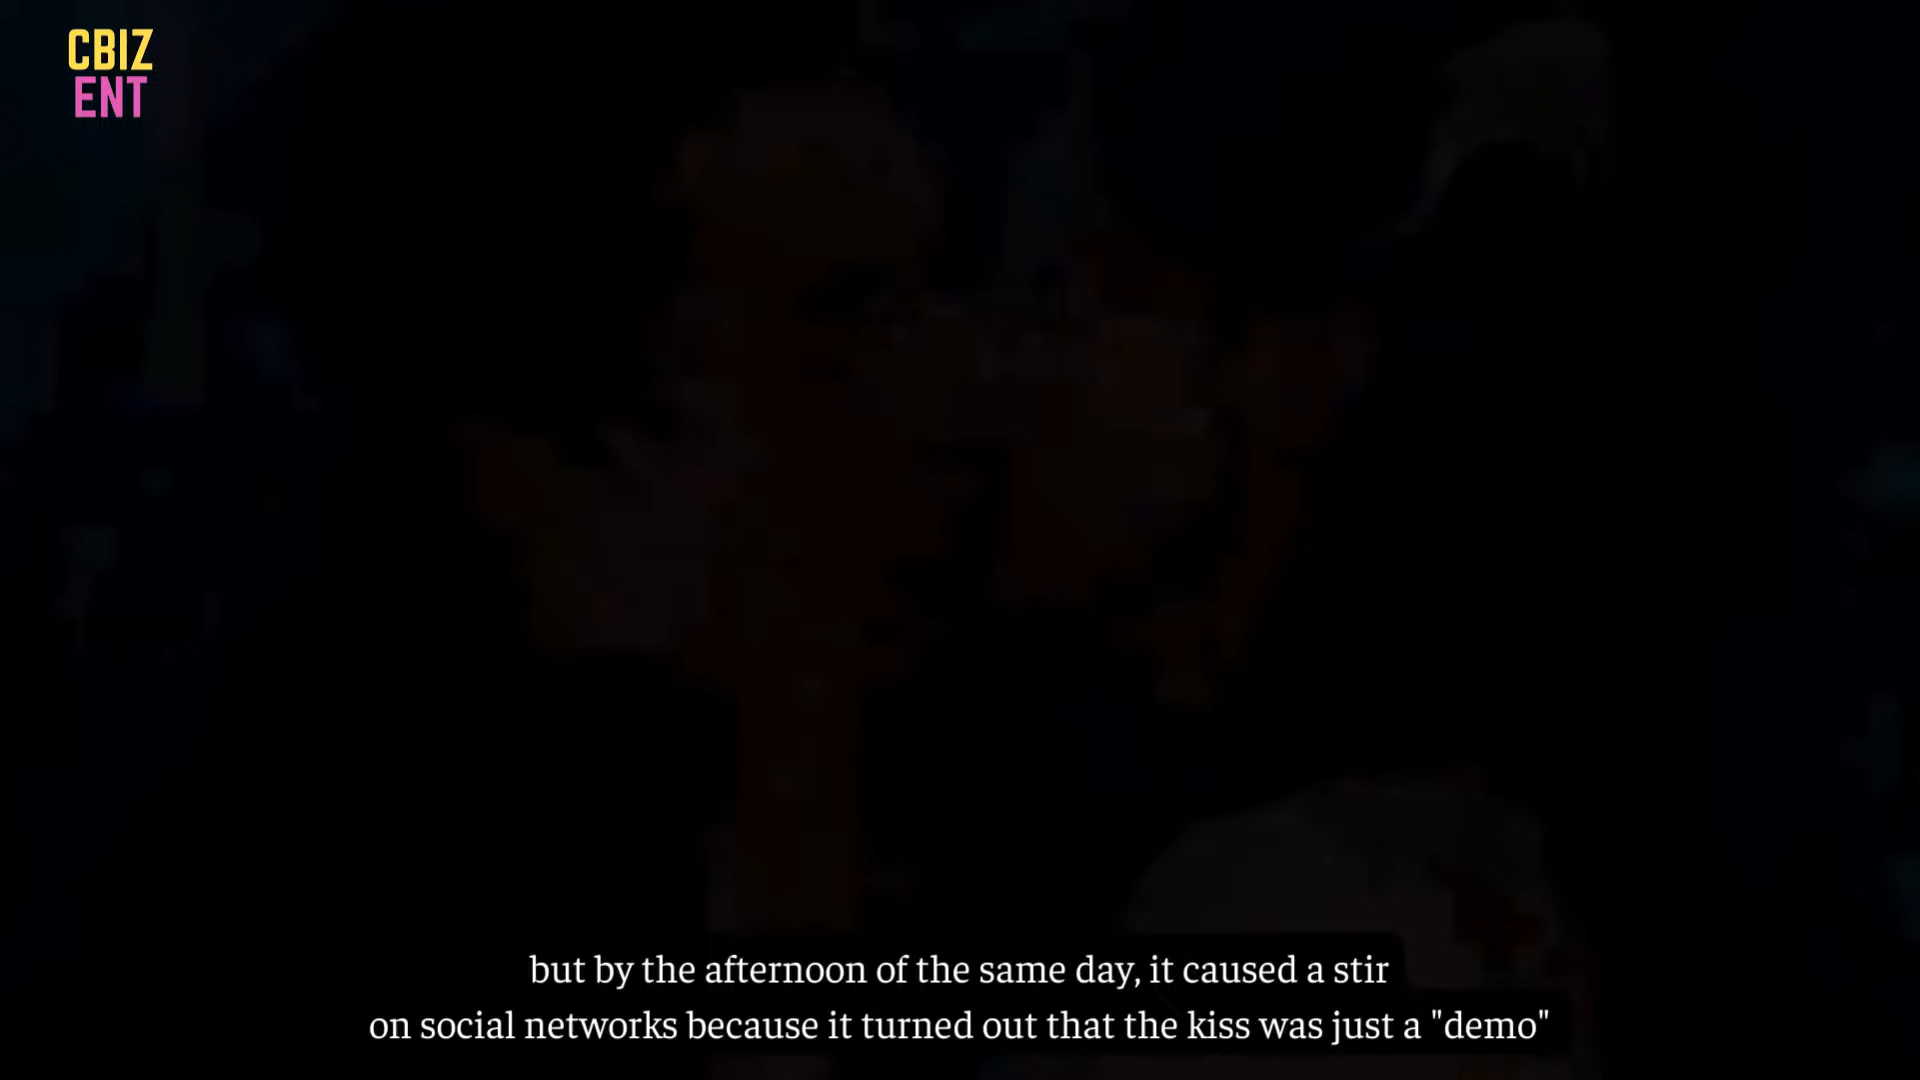 CBIZ
ENT
but by the afternoon of the same day, it caused a stir
on social networks because it turned out that the kiss was just a "demo"